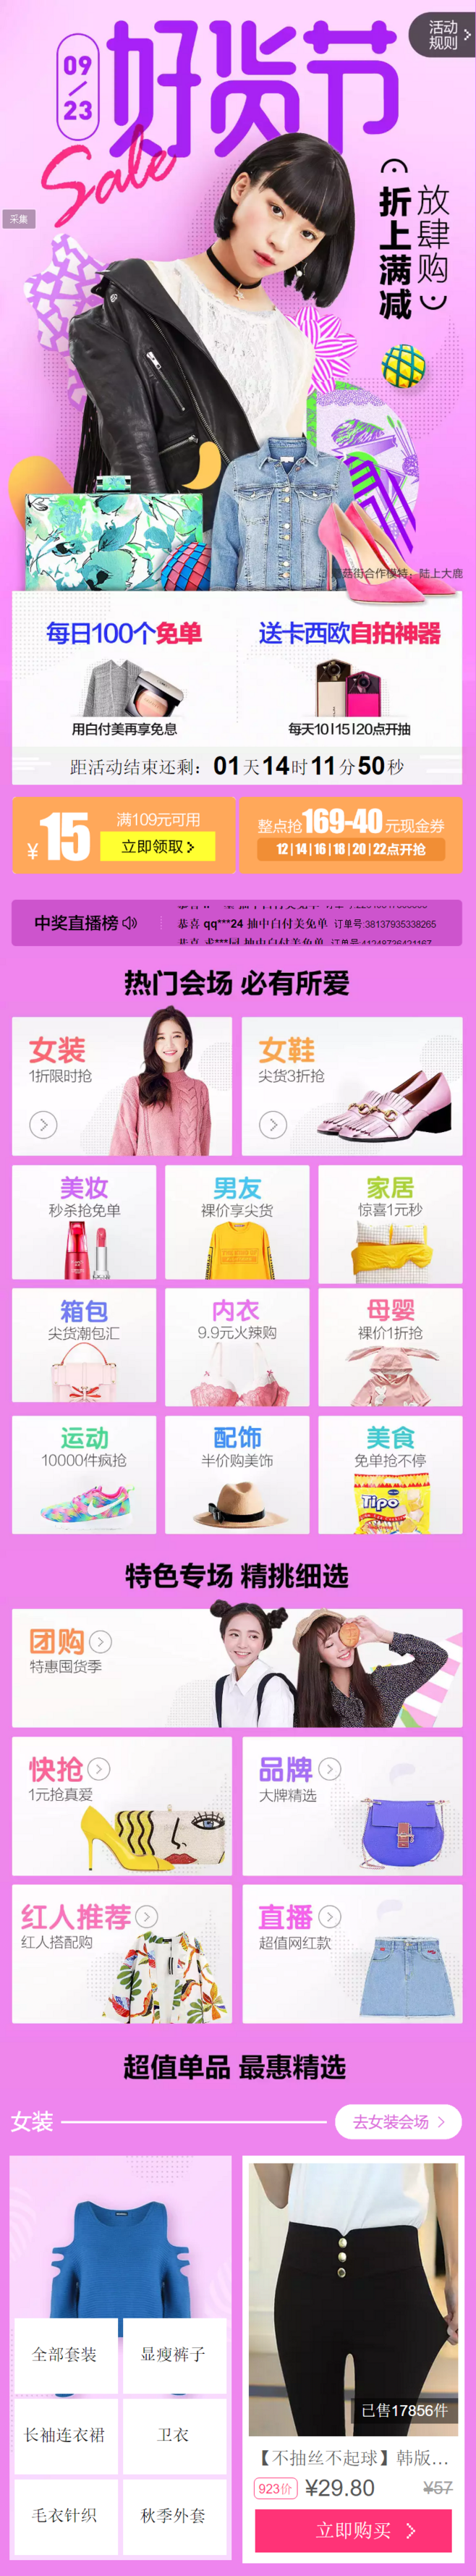 活动
规则
09
23
好货节
Sale
采集
放肆购
折上满减
蘑菇街合作模特：陆上大鹿
每日100个免单
送卡西欧自拍神器
用白付美再享免息
每天10|15|20点开抽
距活动结束还剩：01天14时11分50秒
¥15
满109元可用
立即领取
整点抢169-40元现金券
12|14|16|18|20|22点开抢
中奖直播榜
恭喜 qq***24 抽中白付美免单 订单号:38137935338265
热门会场 必有所爱
女装
1折限时抢
女鞋
尖货3折抢
美妆
秒杀抢免单
男友
裸价享尖货
家居
惊喜1元秒
箱包
尖货潮包汇
内衣
9.9元火辣购
母婴
裸价1折抢
运动
10000件疯抢
配饰
半价购美饰
美食
免单抢不停
Tipo
特色专场 精挑细选
团购
特惠囤货季
快抢
1元抢真爱
品牌
大牌精选
红人推荐
红人搭配购
直播
超值网红款
超值单品 最惠精选
女装
去女装会场
全部套装
显瘦裤子
长袖连衣裙
卫衣
毛衣针织
秋季外套
已售17856件
【不抽丝不起球】韩版...
923价 ¥29.80 ¥57
立即购买